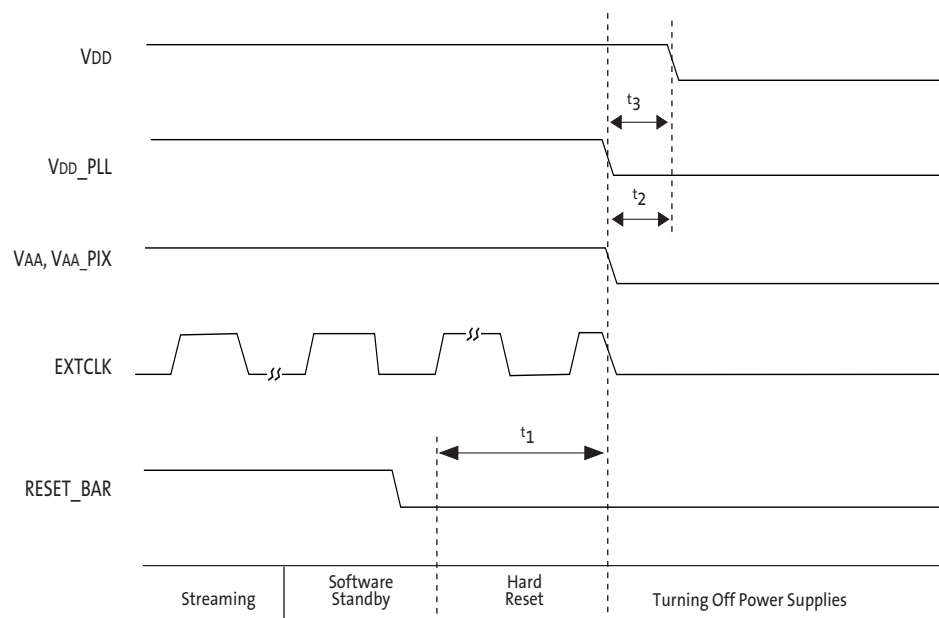 VDD
t3
VDD_PLL
t2
VAA, VAA_PIX
EXTCLK
t1
RESET_BAR
Streaming
Software
Standby
Hard
Reset
Turning Off Power Supplies